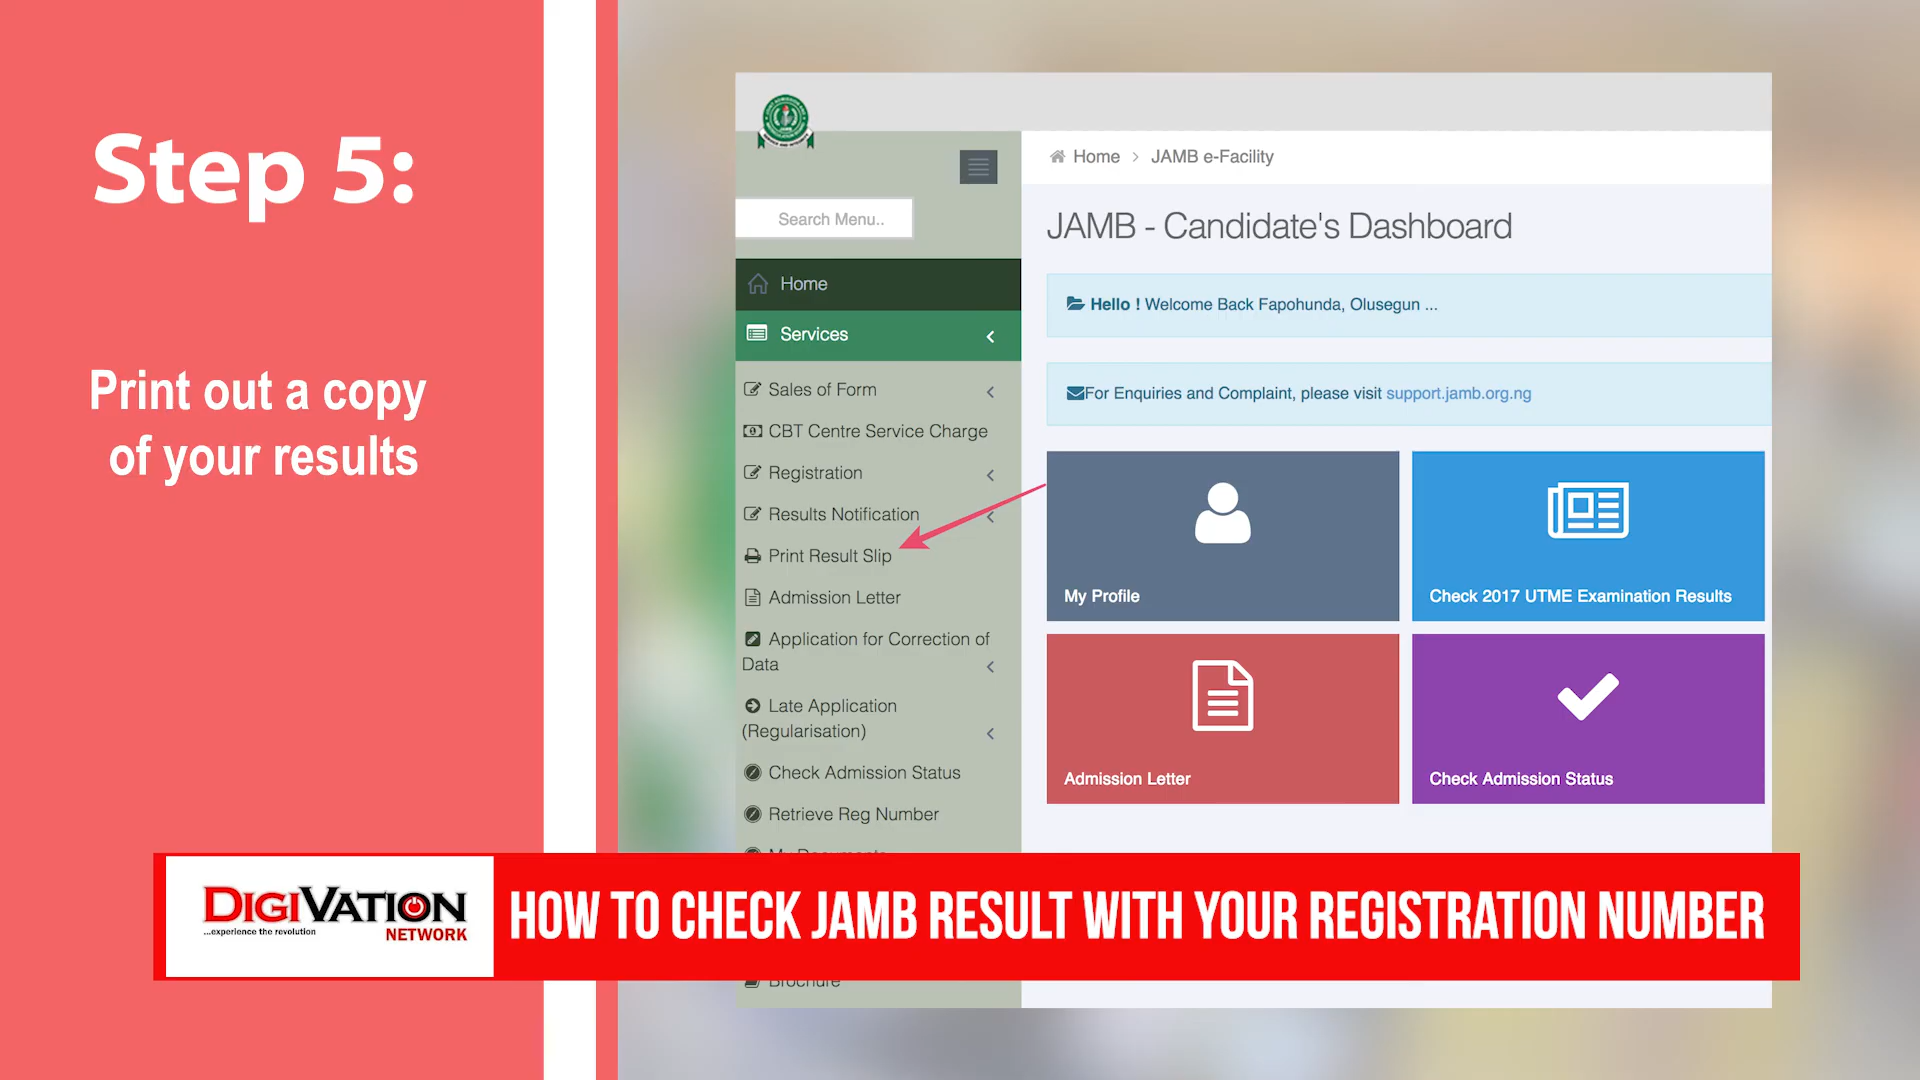 Step 5:
Print out a copy
of your results
Search Menu..
Home
Services
Sales of Form
CBT Centre Service Charge
Registration
Results Notification
Print Result Slip
Admission Letter
Application for Correction of
Data
Late Application
(Regularisation)
Check Admission Status
Retrieve Reg Number
Brochure
Home > JAMB e-Facility
JAMB - Candidate's Dashboard
Hello ! Welcome Back Fapohunda, Olusegun ...
For Enquiries and Complaint, please visit support.jamb.org.ng
My Profile
Check 2017 UTME Examination Results
Admission Letter
Check Admission Status
DIGIVATION
...experience the revolution
NETWORK
HOW TO CHECK JAMB RESULT WITH YOUR REGISTRATION NUMBER